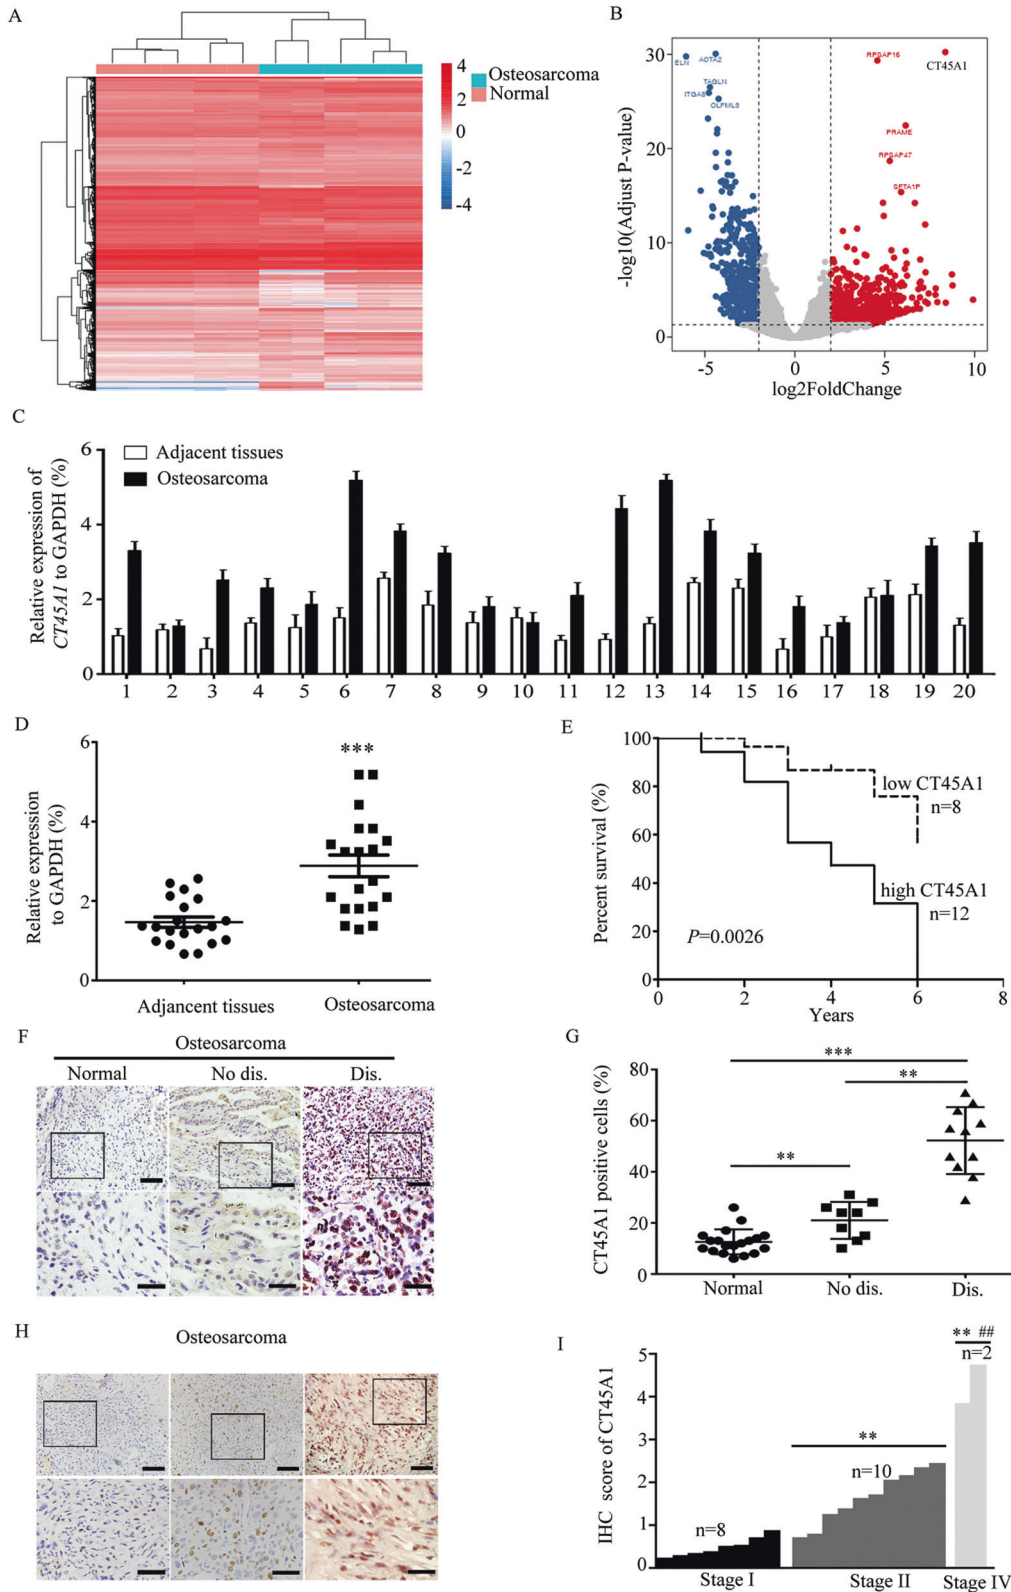 A
4
2
0
-2
-4
Osteosarcoma
Normal
B
-log10(Adjust P-value)
30
20
10
0
-5
0
5
10
log2FoldChange
ELN
ACTA2
TAGLN
ITGA8
OLFML3
CT45A1
PRAME
RPSAP47
C
Relative expression of
CT45A1 to GAPDH (%)
6
4
2
0
Adjacent tissues
Osteosarcoma
1 2 3 4 5 6 7 8 9 10 11 12 13 14 15 16 17 18 19 20
D
Relative expression
to GAPDH (%)
6
4
2
0
***
Adjancent tissues
Osteosarcoma
E
Percent survival (%)
100
80
60
40
20
0
low CT45A1
n=8
high CT45A1
n=12
P=0.0026
0 2 4 6 8
Years
F
Osteosarcoma
Normal No dis. Dis.
G
CT45A1 positive cells (%)
80
60
40
20
0
***
**
**
Normal No dis. Dis.
H
Osteosarcoma
I
IHC score of CT45A1
5
4
3
2
1
0
n=8
**
n=10
** ##
n=2
Stage I Stage II Stage IV